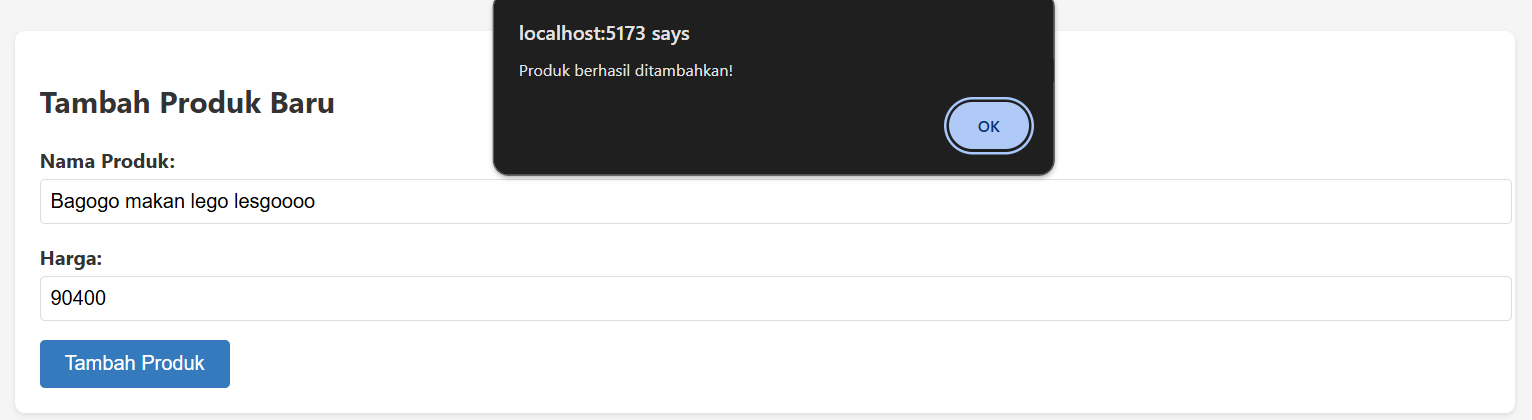 localhost:5173 says
Produk berhasil ditambahkan!
OK
Tambah Produk Baru
Nama Produk:
Bagogo makan lego lesgoooo
Harga:
90400
Tambah Produk